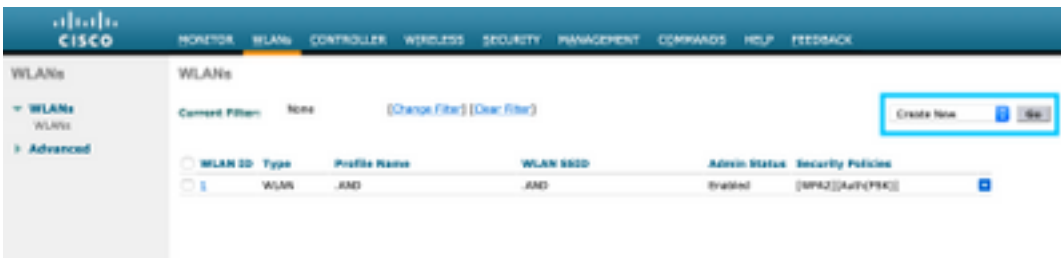 CISCO
MONITOR WLANs CONTROLLER WIRELESS SECURITY MANAGEMENT COMMANDS HELP FEEDBACK
WLANs
WLANs
WLANs
WLANs
Advanced
Current Filter: None [Change Filter] [Clear Filter]
Create New Go
WLAN ID Type Profile Name WLAN SSID Admin Status Security Policies
1 WLAN .AND .AND Enabled [WPA2][Auth(PSK)]